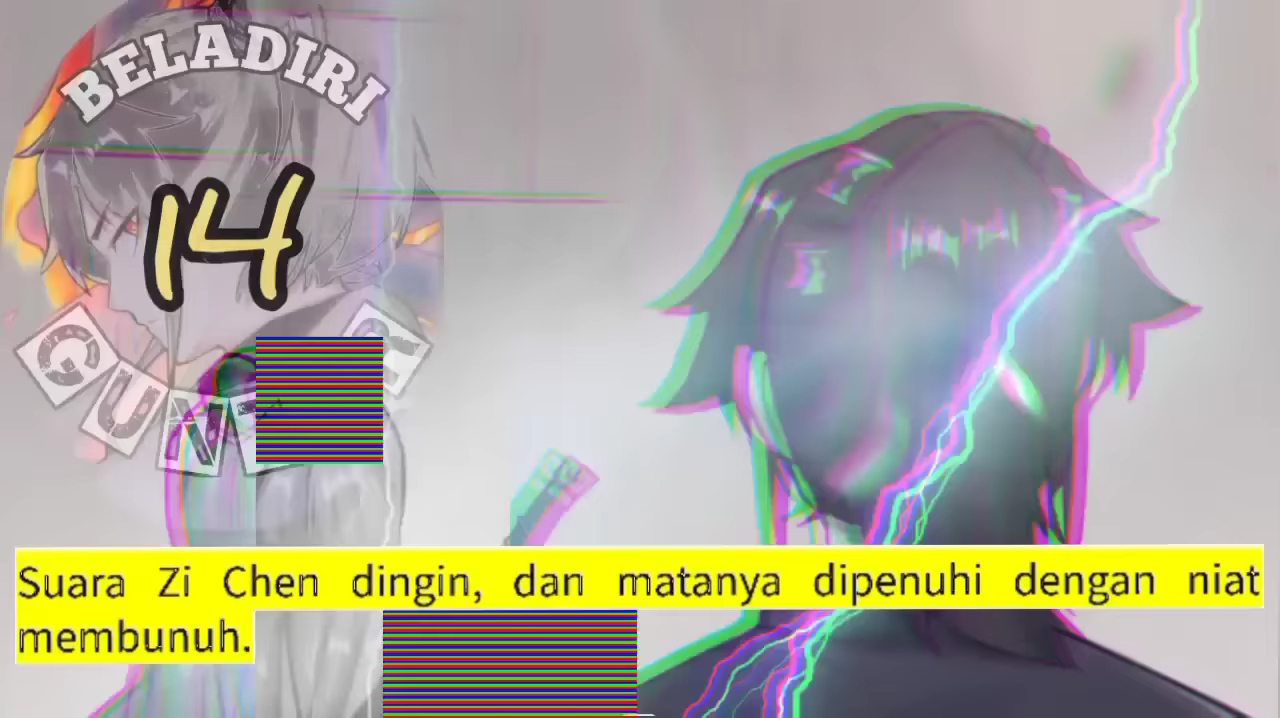 BELADIRI
14
Suara Zi Chen dingin, dan matanya dipenuhi dengan niat
membunuh.